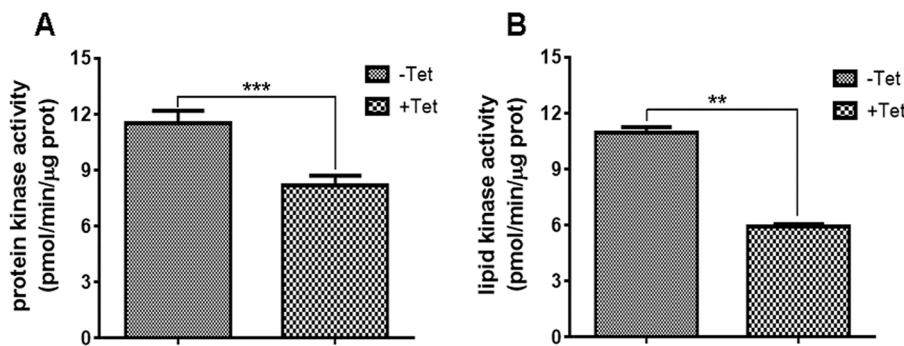 A
protein kinase activity
(pmol/min/μg prot)
15
12
9
6
3
0
***
-Tet
+Tet
B
lipid kinase activity
(pmol/min/μg prot)
15
12
9
6
3
0
**
-Tet
+Tet